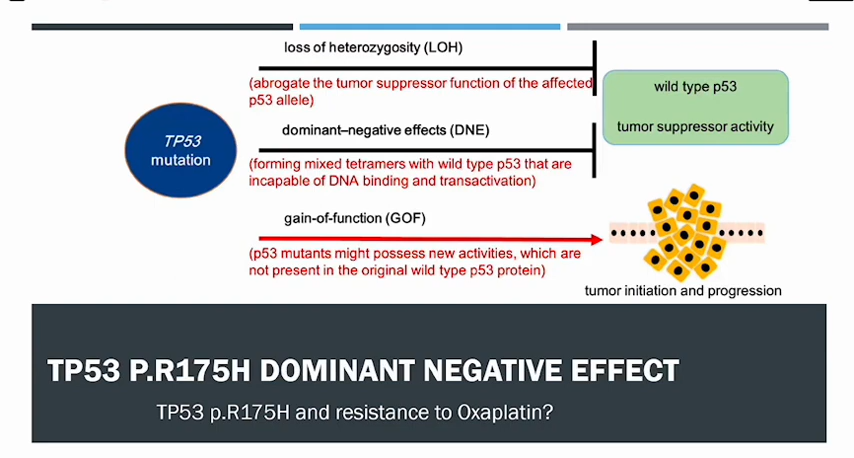 loss of heterozygosity (LOH)
(abrogate the tumor suppressor function of the affected
p53 allele)
wild type p53
tumor suppressor activity
TP53
mutation
dominant–negative effects (DNE)
(forming mixed tetramers with wild type p53 that are
incapable of DNA binding and transactivation)
gain-of-function (GOF)
(p53 mutants might possess new activities, which are
not present in the original wild type p53 protein)
tumor initiation and progression
TP53 P.R175H DOMINANT NEGATIVE EFFECT
TP53 p.R175H and resistance to Oxaplatin?